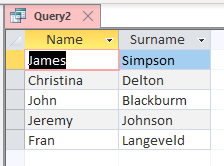 Query2
Name Surname
James Simpson
Christina Delton
John Blackburm
Jeremy Johnson
Fran Langeveld